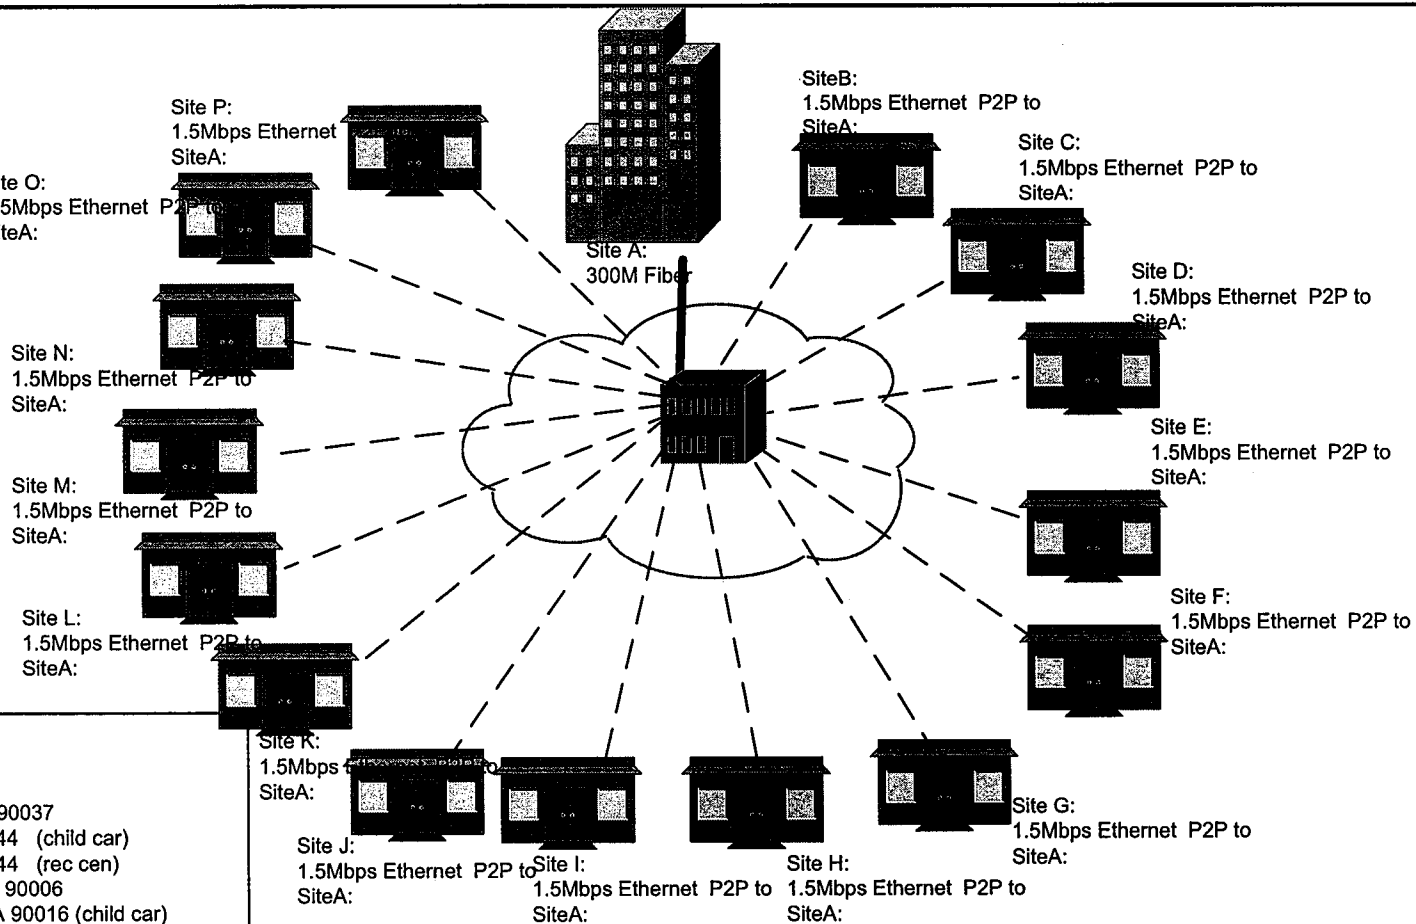 Site P:
1.5Mbps Ethernet
SiteA:
SiteB:
1.5Mbps Ethernet P2P to
SiteA:
Site C:
1.5Mbps Ethernet P2P to
SiteA:
te O:
5Mbps Ethernet P2P to
teA:
Site A:
300M Fiber
Site D:
1.5Mbps Ethernet P2P to
SiteA:
Site N:
1.5Mbps Ethernet P2P to
SiteA:
Site E:
1.5Mbps Ethernet P2P to
SiteA:
Site M:
1.5Mbps Ethernet P2P to
SiteA:
Site F:
1.5Mbps Ethernet P2P to
SiteA:
Site L:
1.5Mbps Ethernet P2P to
SiteA:
Site K:
1.5Mbps
SiteA:
Site G:
1.5Mbps Ethernet P2P to
SiteA:
Site J:
1.5Mbps Ethernet P2P to
SiteA:
Site I:
1.5Mbps Ethernet P2P to
SiteA:
Site H:
1.5Mbps Ethernet P2P to
SiteA:
90037
44 (child car)
44 (rec cen)
90006
A 90016 (child car)